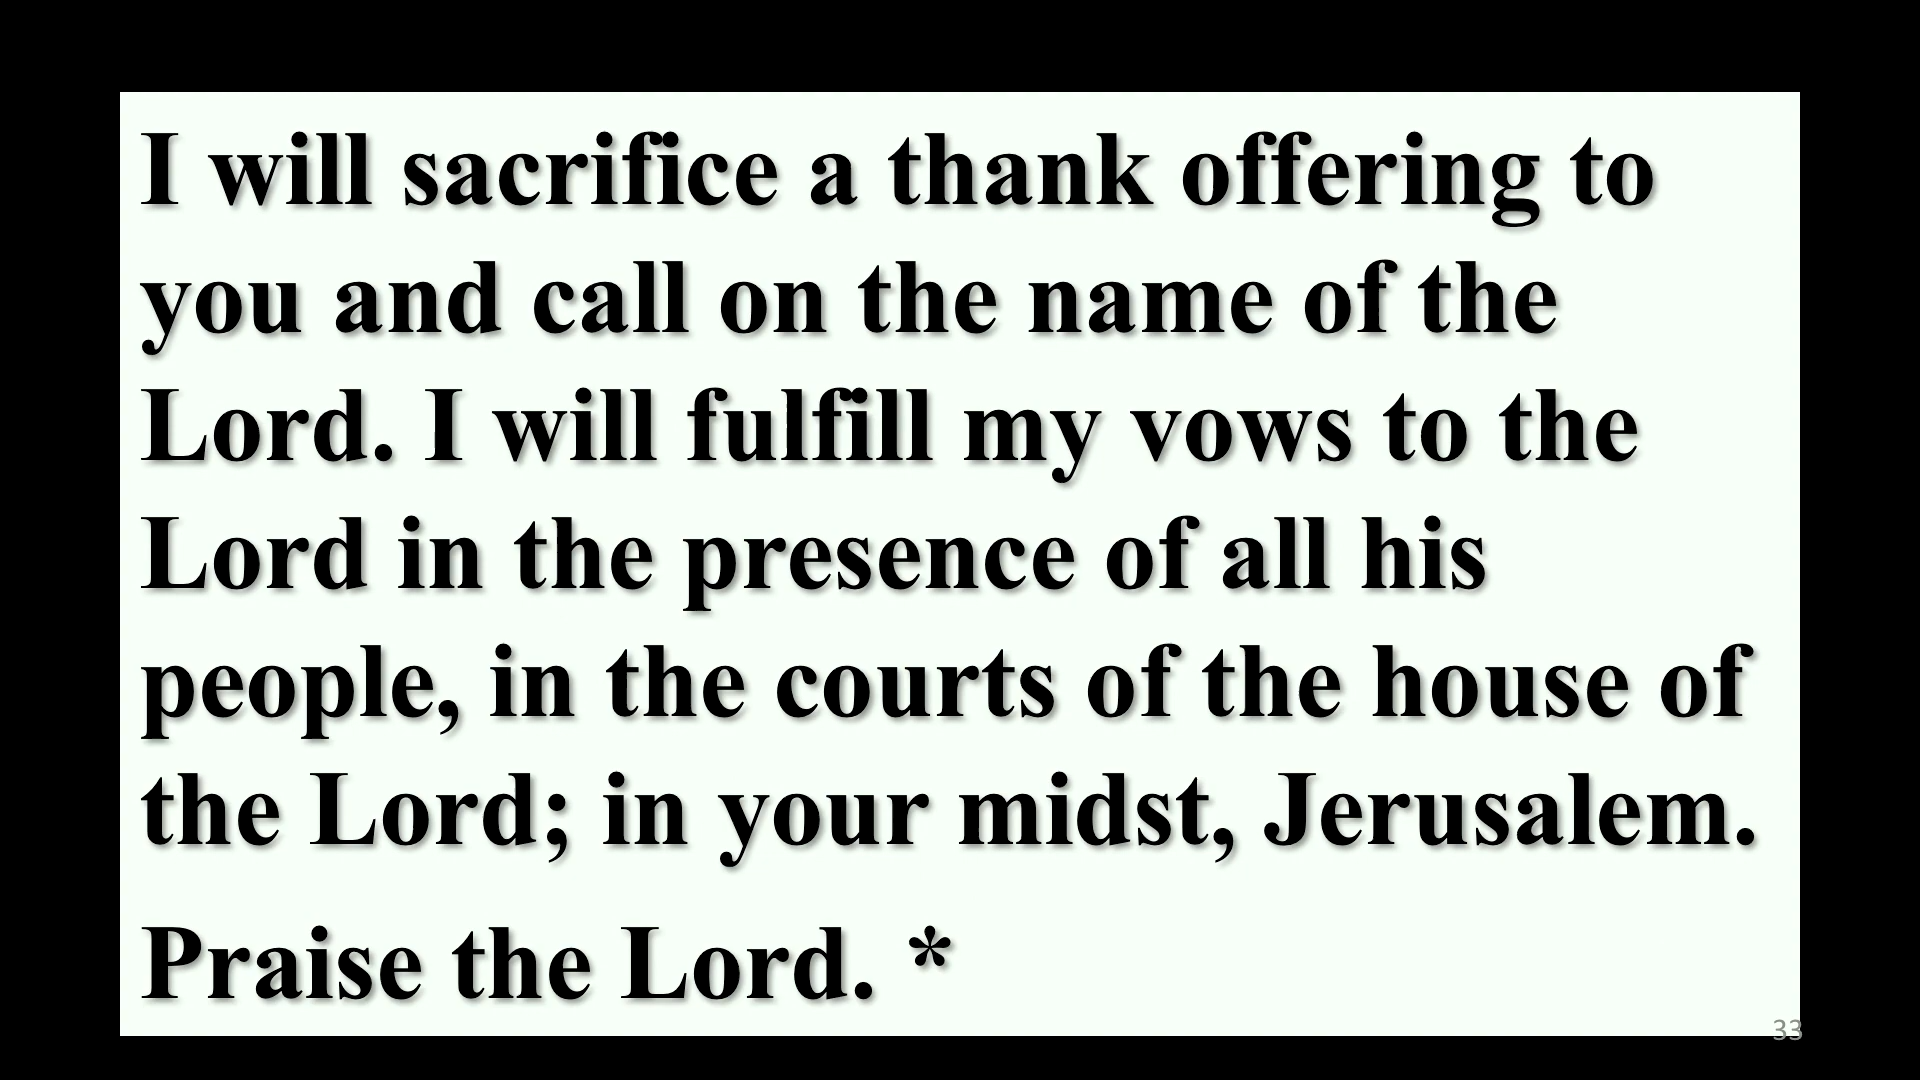 I will sacrifice a thank offering to
you and call on the name of the
Lord. I will fulfill my vows to the
Lord in the presence of all his
people, in the courts of the house of
the Lord; in your midst, Jerusalem.
Praise the Lord. *
33